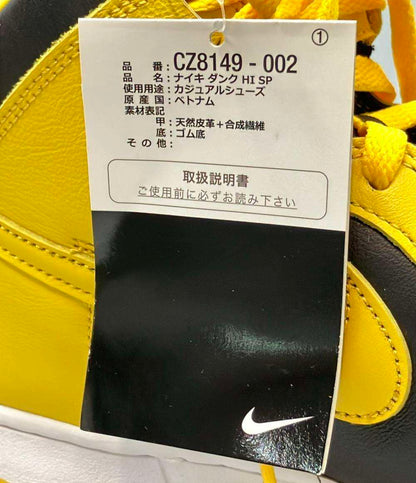 ①
品番：CZ8149-002
品名：ナイキ ダンク HI SP
使用用途：カジュアルシューズ
原産国：ベトナム
素材表記
甲：天然皮革＋合成繊維
底：ゴム底
その他：
取扱説明書
ご使用前に必ずお読み下さい